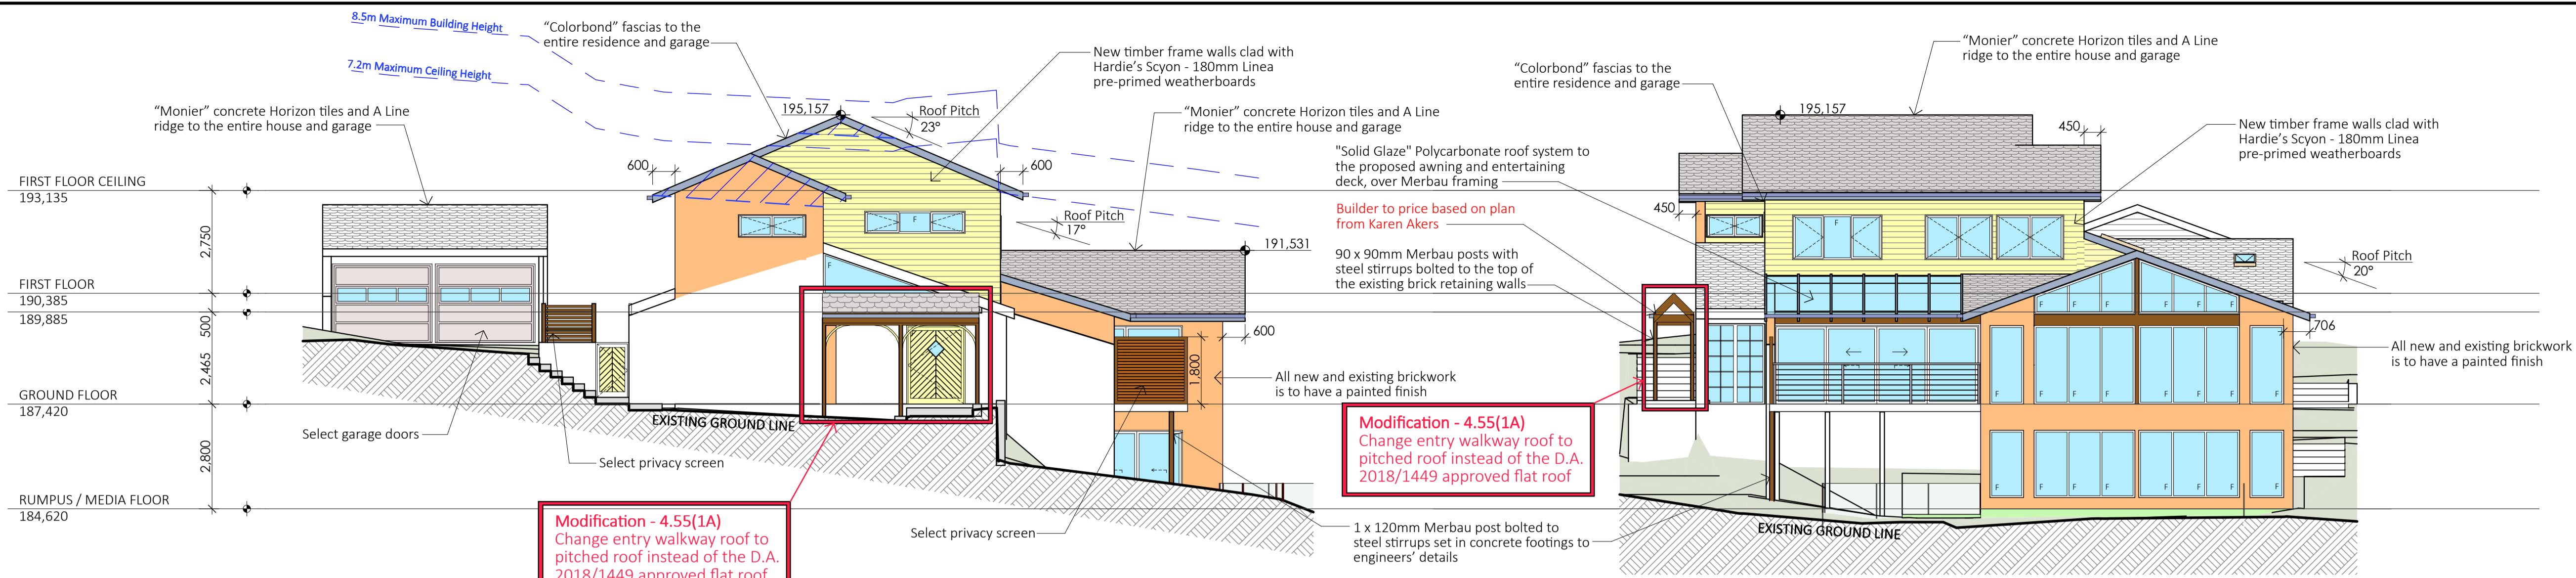 8.5m Maximum Building Height
7.2m Maximum Ceiling Height
“Colorbond” fascias to the
entire residence and garage
New timber frame walls clad with
Hardie’s Scyon - 180mm Linea
pre-primed weatherboards
“Monier” concrete Horizon tiles and A Line
ridge to the entire house and garage
195,157
Roof Pitch
23°
“Monier” concrete Horizon tiles and A Line
ridge to the entire house and garage
600
600
Roof Pitch
17°
191,531
FIRST FLOOR CEILING
193,135
2,750
FIRST FLOOR
190,385
189,885
500
2,465
GROUND FLOOR
187,420
2,800
RUMPUS / MEDIA FLOOR
184,620
F
F
600
1,800
All new and existing brickwork
is to have a painted finish
EXISTING GROUND LINE
Select garage doors
Select privacy screen
Select privacy screen
Modification - 4.55(1A)
Change entry walkway roof to
pitched roof instead of the D.A.
2018/1449 approved flat roof
“Colorbond” fascias to the
entire residence and garage
“Monier” concrete Horizon tiles and A Line
ridge to the entire house and garage
195,157
450
New timber frame walls clad with
Hardie’s Scyon - 180mm Linea
pre-primed weatherboards
"Solid Glaze" Polycarbonate roof system to
the proposed awning and entertaining
deck, over Merbau framing
450
Builder to price based on plan
from Karen Akers
90 x 90mm Merbau posts with
steel stirrups bolted to the top of
the existing brick retaining walls
Roof Pitch
20°
706
All new and existing brickwork
is to have a painted finish
F
F F F F F F
F F F F F F F F
F F F F F F F F
Modification - 4.55(1A)
Change entry walkway roof to
pitched roof instead of the D.A.
2018/1449 approved flat roof
1 x 120mm Merbau post bolted to
steel stirrups set in concrete footings to
engineers’ details
EXISTING GROUND LINE